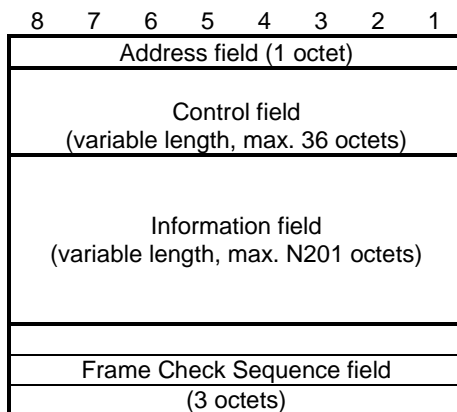 8 7 6 5 4 3 2 1
Address field (1 octet)
Control field
(variable length, max. 36 octets)
Information field
(variable length, max. N201 octets)
Frame Check Sequence field
(3 octets)